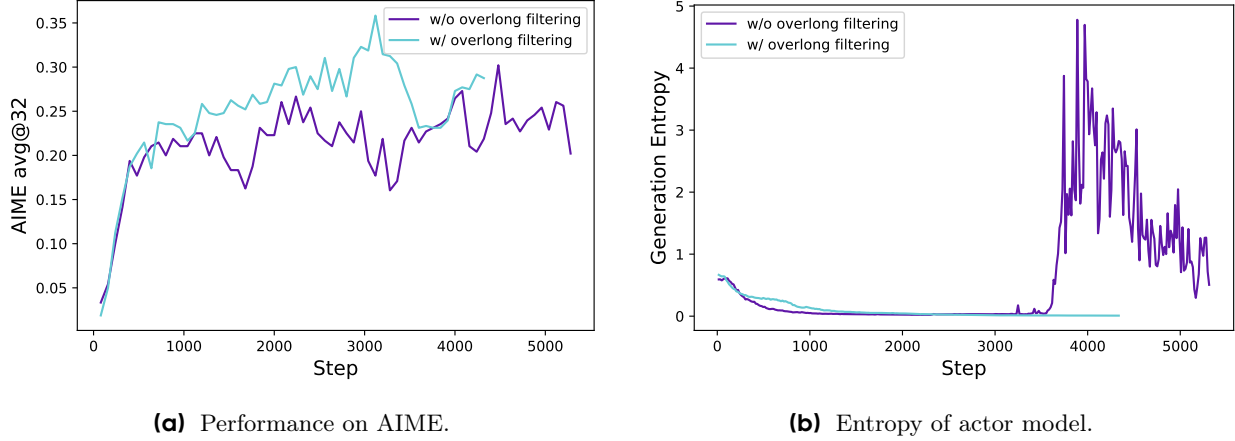 w/o overlong filtering
w/ overlong filtering
0.35
0.30
0.25
0.20
0.15
0.10
0.05
AIME avg@32
0 1000 2000 3000 4000 5000
Step
(a) Performance on AIME.
w/o overlong filtering
w/ overlong filtering
5
4
3
2
1
0
Generation Entropy
0 1000 2000 3000 4000 5000
Step
(b) Entropy of actor model.